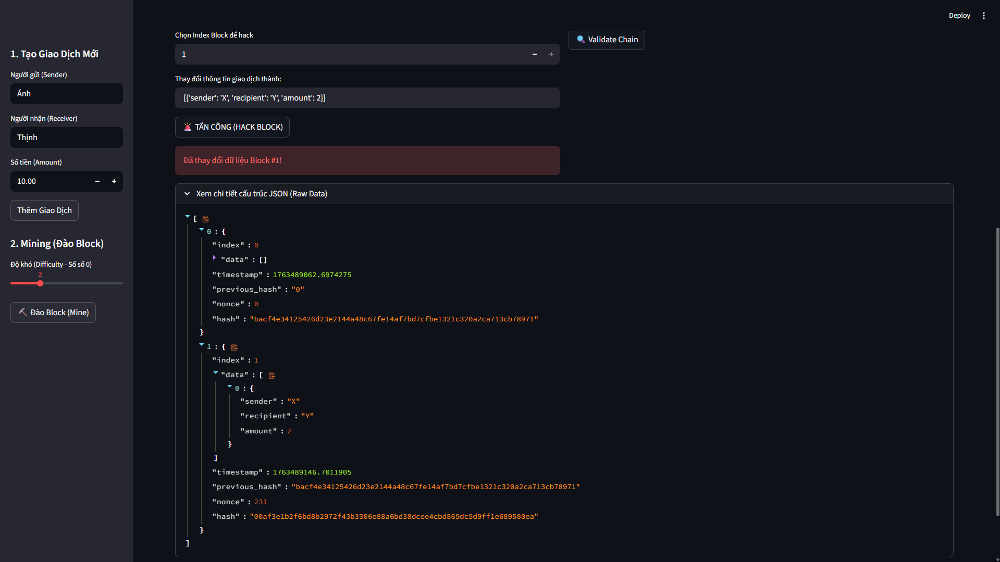 Deploy
1. Tạo Giao Dịch Mới
Người gửi (Sender)
Ánh
Người nhận (Receiver)
Thịnh
Số tiền (Amount)
10.00
Thêm Giao Dịch
2. Mining (Đào Block)
Độ khó (Difficulty - Số số 0)
2
Đào Block (Mine)
Chọn Index Block để hack
1
Validate Chain
Thay đổi thông tin giao dịch thành:
[{'sender': 'X', 'recipient': 'Y', 'amount': 2}]
TẤN CÔNG (HACK BLOCK)
Đã thay đổi dữ liệu Block #1!
Xem chi tiết cấu trúc JSON (Raw Data)
[
0 : {
"index" : 0
"data" : []
"timestamp" : 1763489062.6974275
"previous_hash" : "0"
"nonce" : 0
"hash" : "bacf4e34125426d23e2144a48c67fe14af7bd7cfbe1321c320a2ca713cb78971"
}
1 : {
"index" : 1
"data" : [
0 : {
"sender" : "X"
"recipient" : "Y"
"amount" : 2
}
]
"timestamp" : 1763489146.7011905
"previous_hash" : "bacf4e34125426d23e2144a48c67fe14af7bd7cfbe1321c320a2ca713cb78971"
"nonce" : 231
"hash" : "00af3e1b2f6bd8b2972f43b3306e88a6bd38dcee4cbd865dc5d9ff1e689580ea"
}
]